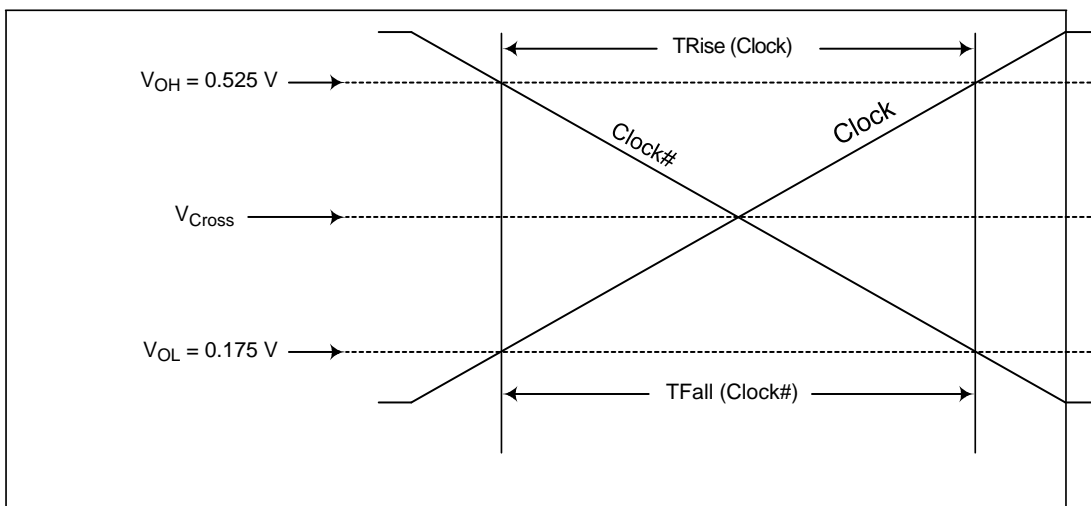 TRise (Clock)
V_OH = 0.525 V
Clock#
Clock
V_Cross
V_OL = 0.175 V
TFall (Clock#)